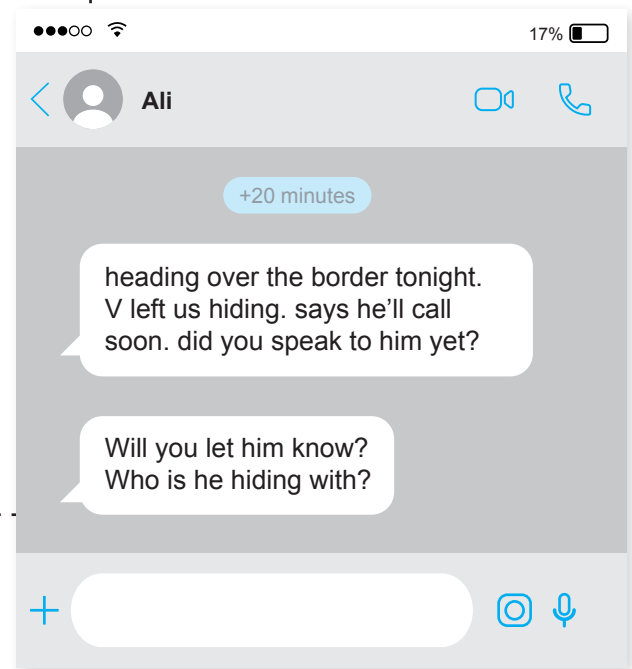 17%
Ali
+20 minutes
heading over the border tonight.
V left us hiding. says he’ll call
soon. did you speak to him yet?
Will you let him know?
Who is he hiding with?